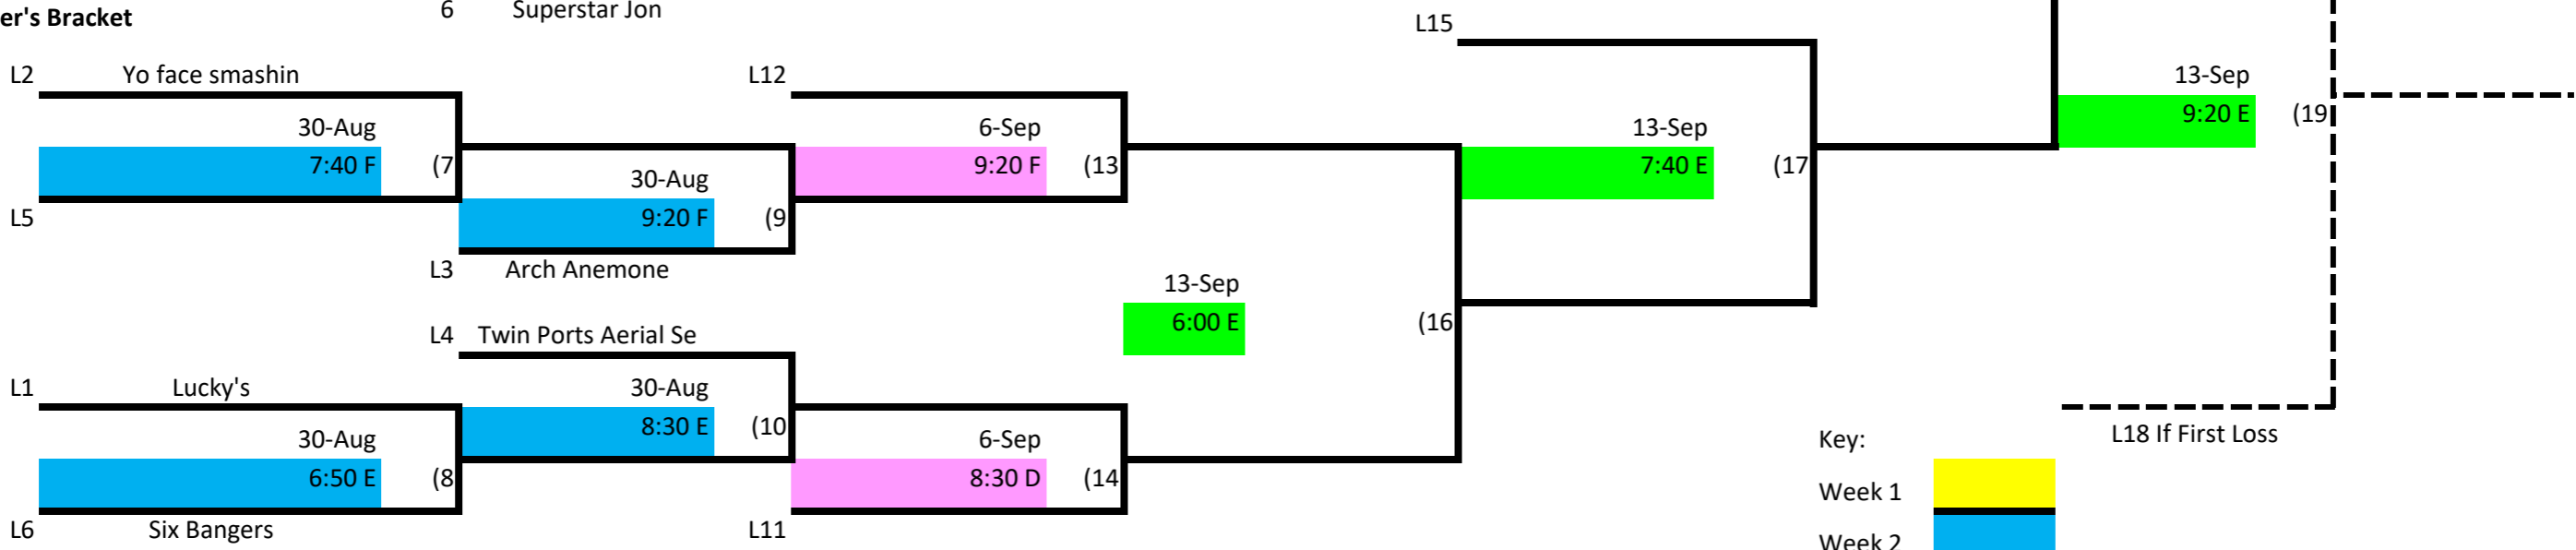 6 Superstar Jon
er's Bracket
L15
L2 Yo face smashin
L12
13-Sep
30-Aug
6-Sep
13-Sep
9:20 E (19
7:40 F (7
9:20 F (13
7:40 E (17
30-Aug
L5
9:20 F (9
L3 Arch Anemone
13-Sep
6:00 E (16
L4 Twin Ports Aerial Se
L1 Lucky's
30-Aug
8:30 E (10
30-Aug
6-Sep
Key:
L18 If First Loss
6:50 E (8
8:30 D (14
Week 1
L6 Six Bangers
L11
Week 2